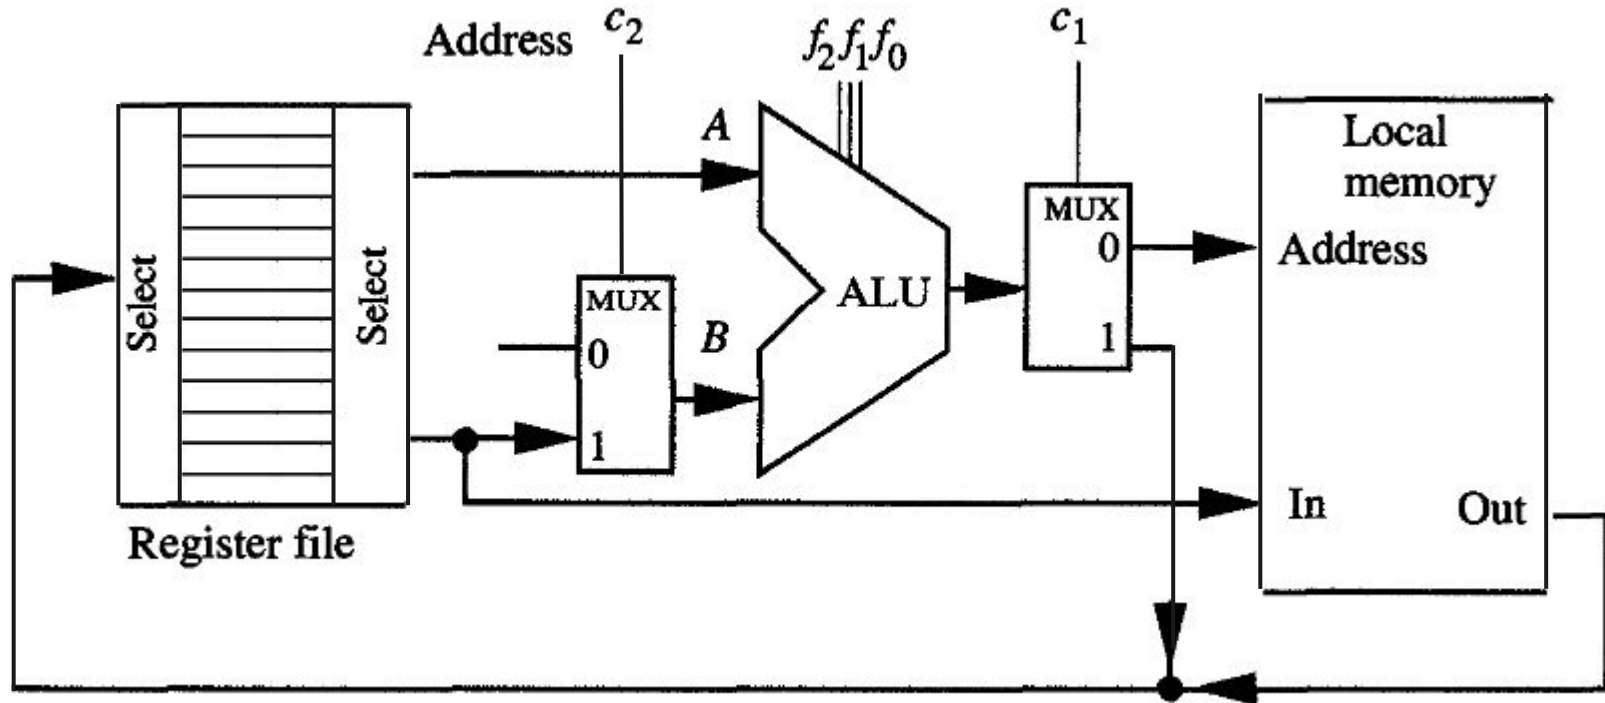 Address
c₂
f₂f₁f₀
c₁
A
Local
memory
MUX
0
Address
Select
Select
MUX
ALU
0
B
1
1
In
Out
Register file